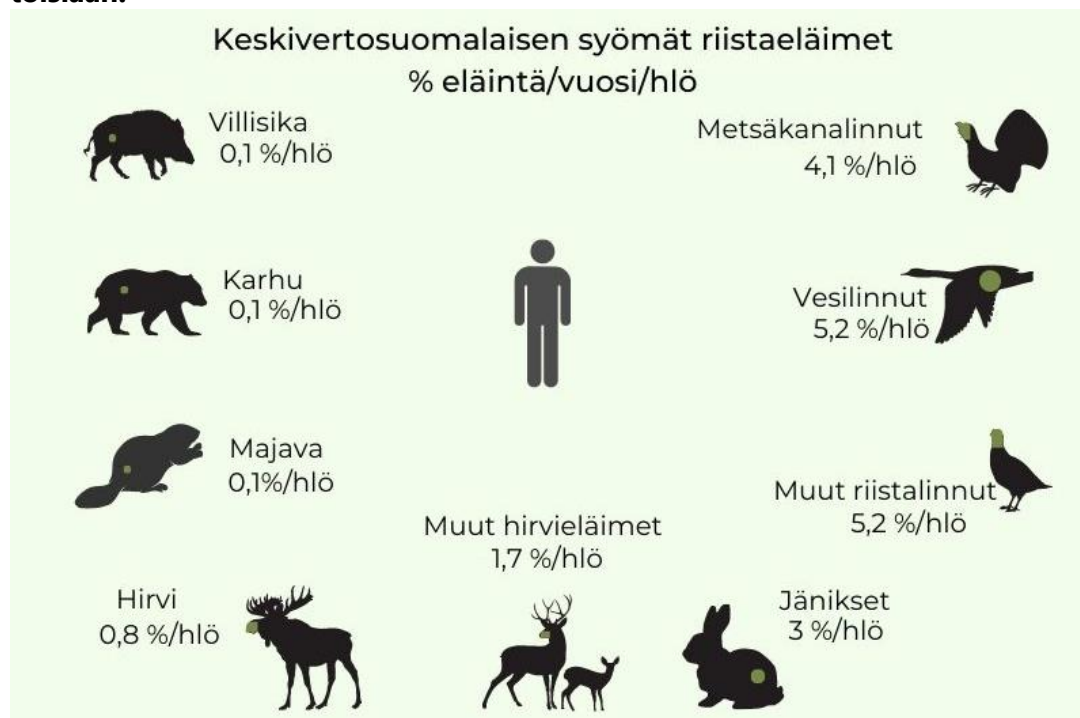 Keskivertosuomalaisen syömät riistaeläimet
% eläintä/vuosi/hlö
Villisika
0,1 %/hlö
Metsäkanalinnut
4,1 %/hlö
Karhu
0,1 %/hlö
Vesilinnut
5,2 %/hlö
Majava
0,1%/hlö
Muut riistalinnut
5,2 %/hlö
Muut hirvieläimet
1,7 %/hlö
Hirvi
0,8 %/hlö
Jänikset
3 %/hlö